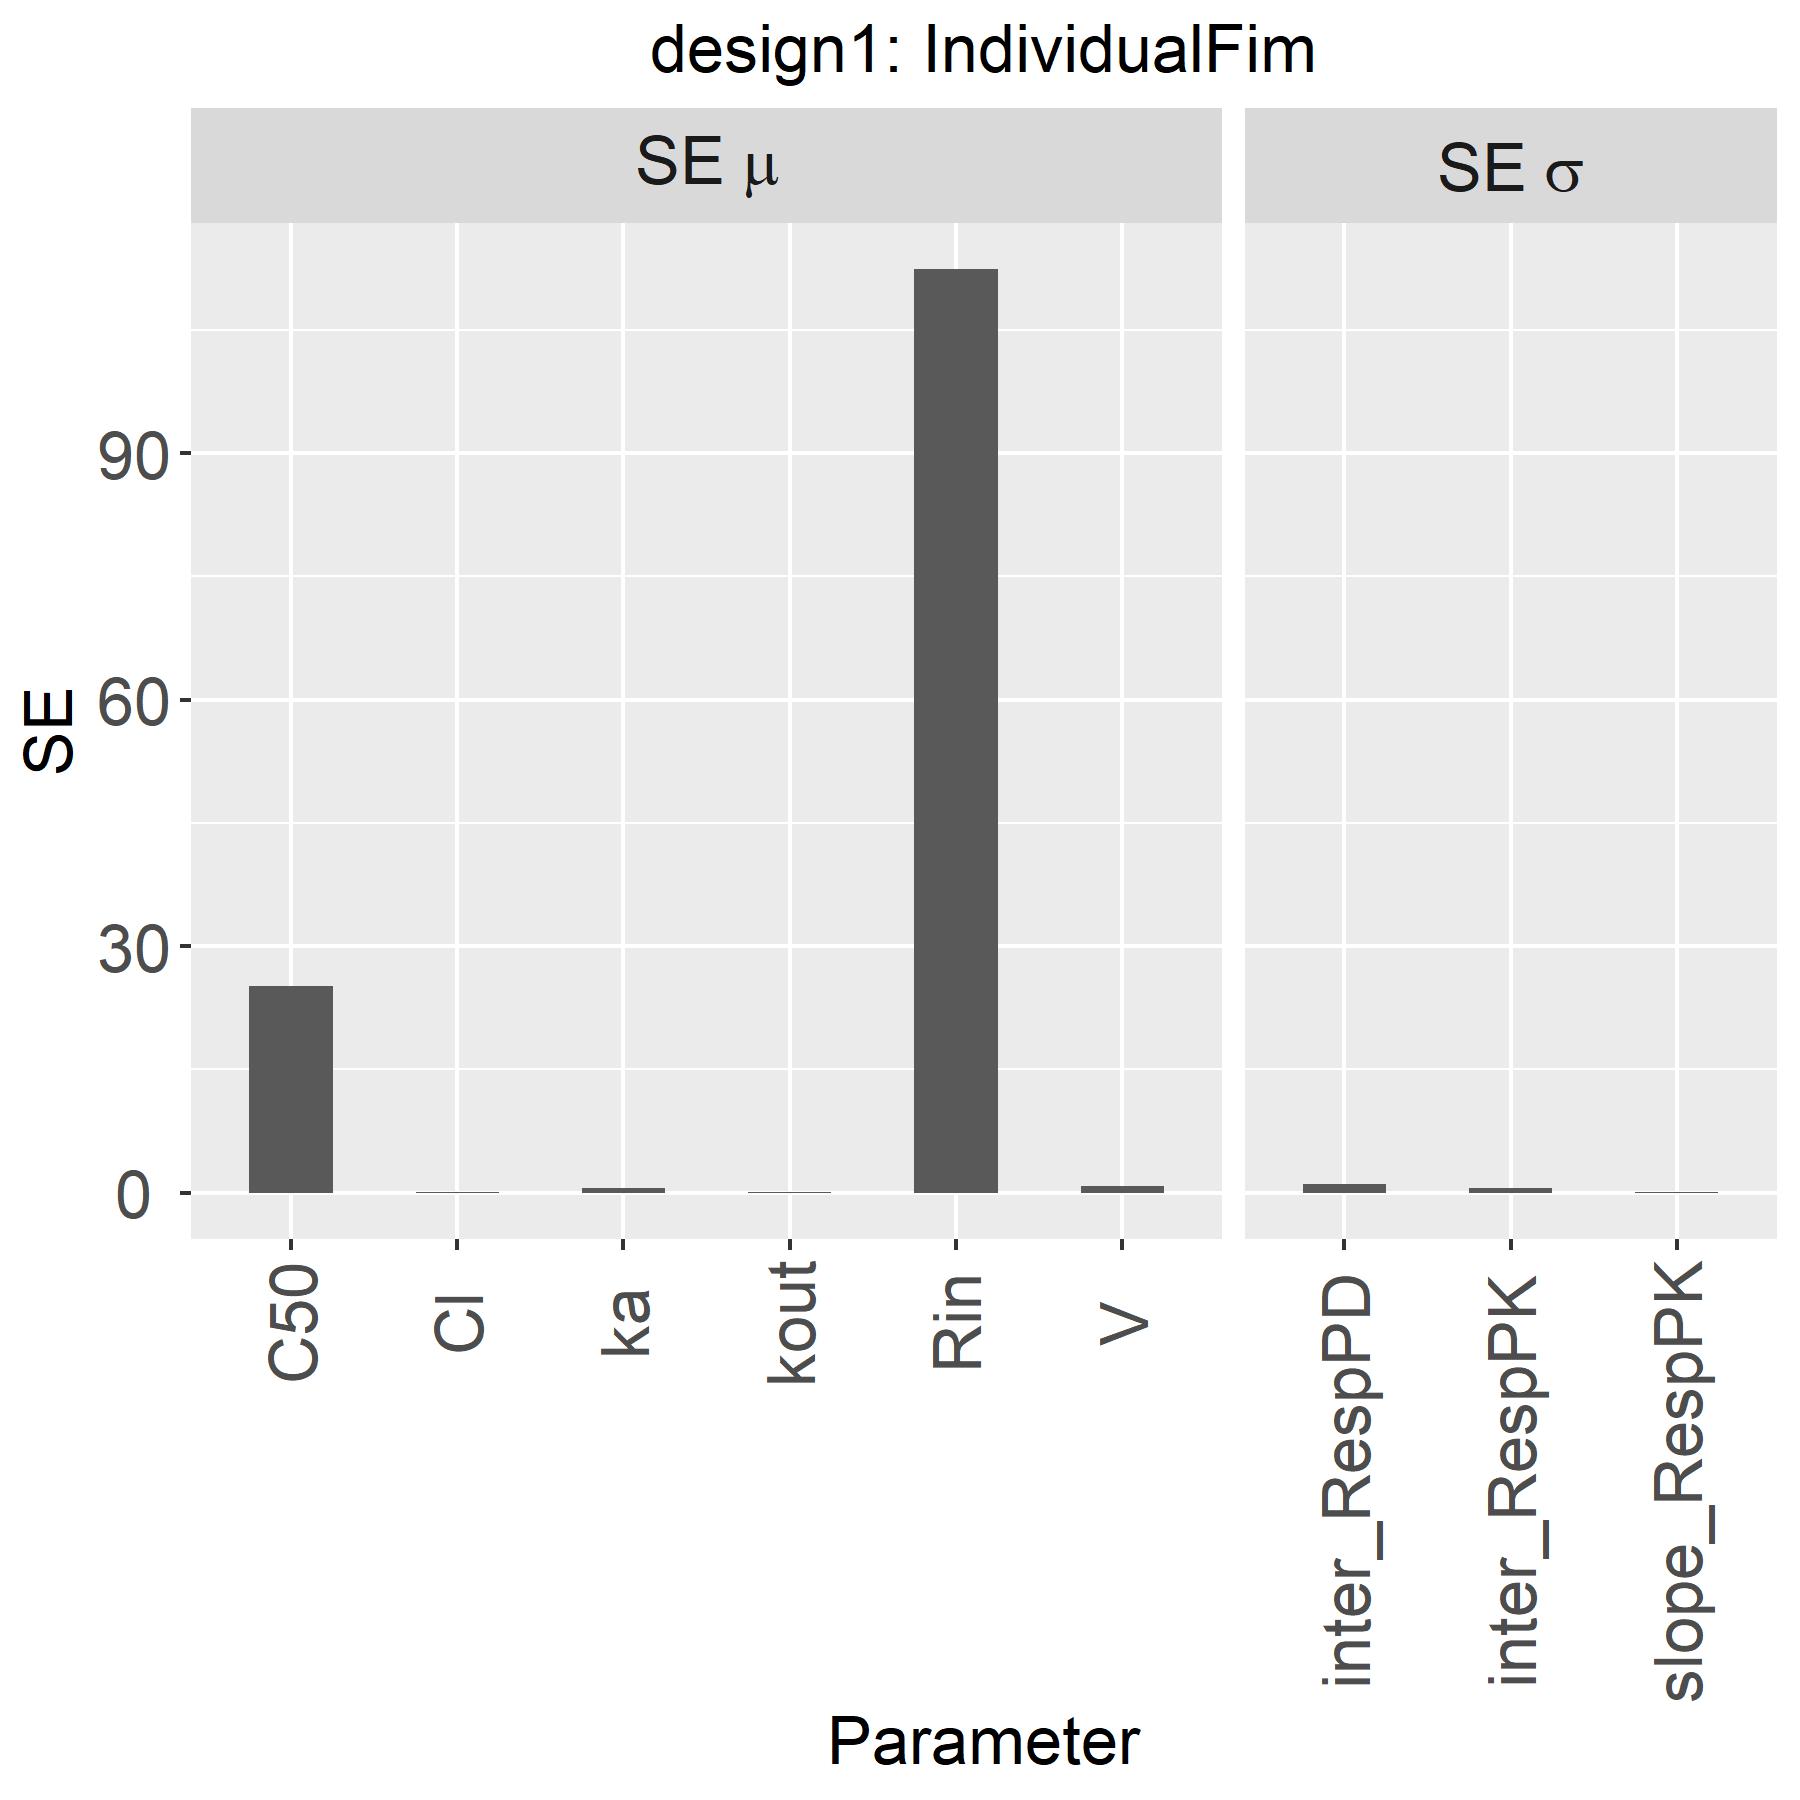 design1: IndividualFim
SE μ
SE σ
SE
90
60
30
0
C50
Cl
ka
kout
Rin
V
inter_RespPD
inter_RespPK
slope_RespPK
Parameter